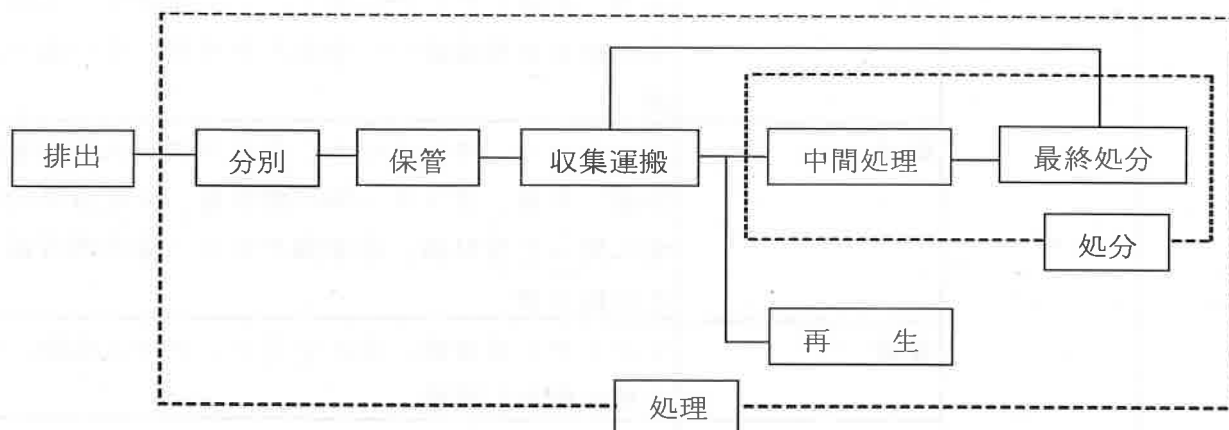 排出
分別
保管
収集運搬
中間処理
最終処分
処分
再　　生
処理